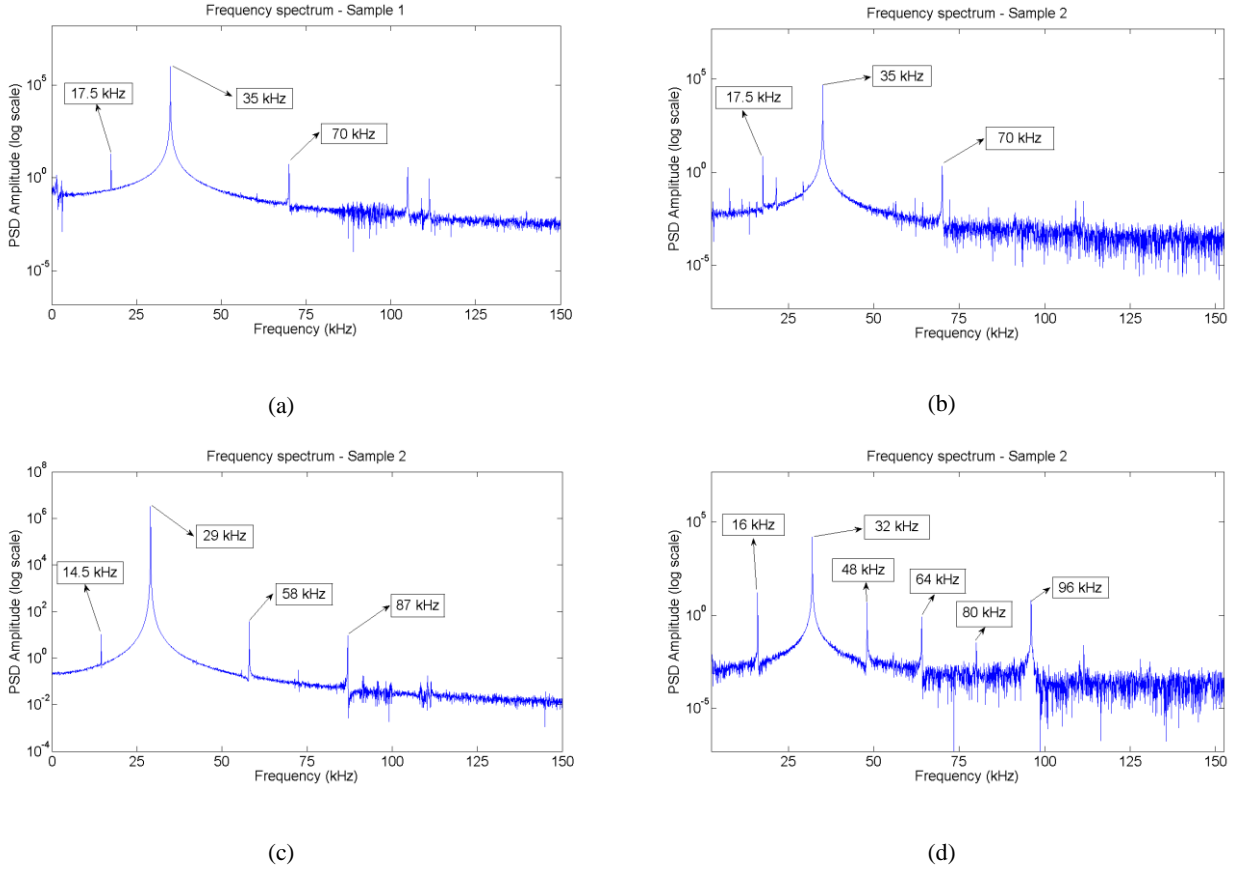 Frequency spectrum - Sample 1
PSD Amplitude (log scale)
10^5
10^0
10^-5
17.5 kHz
35 kHz
70 kHz
0 25 50 75 100 125 150
Frequency (kHz)
(a)
Frequency spectrum - Sample 2
PSD Amplitude (log scale)
10^5
10^0
10^-5
17.5 kHz
35 kHz
70 kHz
25 50 75 100 125 150
Frequency (kHz)
(b)
Frequency spectrum - Sample 2
PSD Amplitude (log scale)
10^8
10^6
10^4
10^2
10^0
10^-2
10^-4
14.5 kHz
29 kHz
58 kHz
87 kHz
0 25 50 75 100 125 150
Frequency (kHz)
(c)
Frequency spectrum - Sample 2
PSD Amplitude (log scale)
10^5
10^0
10^-5
16 kHz
32 kHz
48 kHz
64 kHz
80 kHz
96 kHz
25 50 75 100 125 150
Frequency (kHz)
(d)